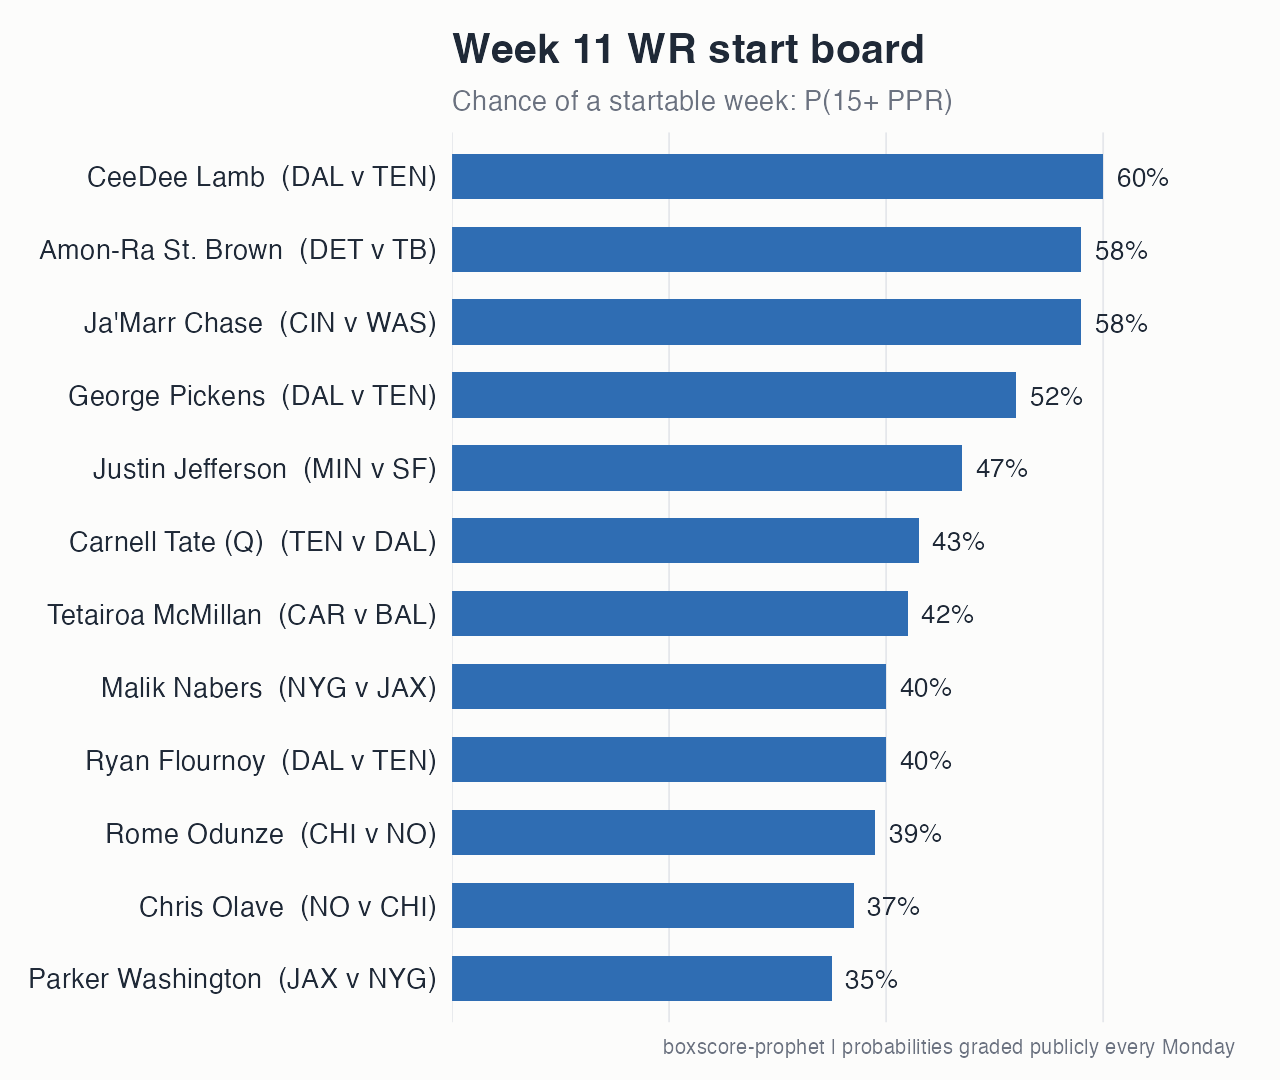 Week 11 WR start board
Chance of a startable week: P(15+ PPR)
CeeDee Lamb (DAL v TEN) 60%
Amon-Ra St. Brown (DET v TB) 58%
Ja'Marr Chase (CIN v WAS) 58%
George Pickens (DAL v TEN) 52%
Justin Jefferson (MIN v SF) 47%
Carnell Tate (Q) (TEN v DAL) 43%
Tetairoa McMillan (CAR v BAL) 42%
Malik Nabers (NYG v JAX) 40%
Ryan Flournoy (DAL v TEN) 40%
Rome Odunze (CHI v NO) 39%
Chris Olave (NO v CHI) 37%
Parker Washington (JAX v NYG) 35%
boxscore-prophet | probabilities graded publicly every Monday